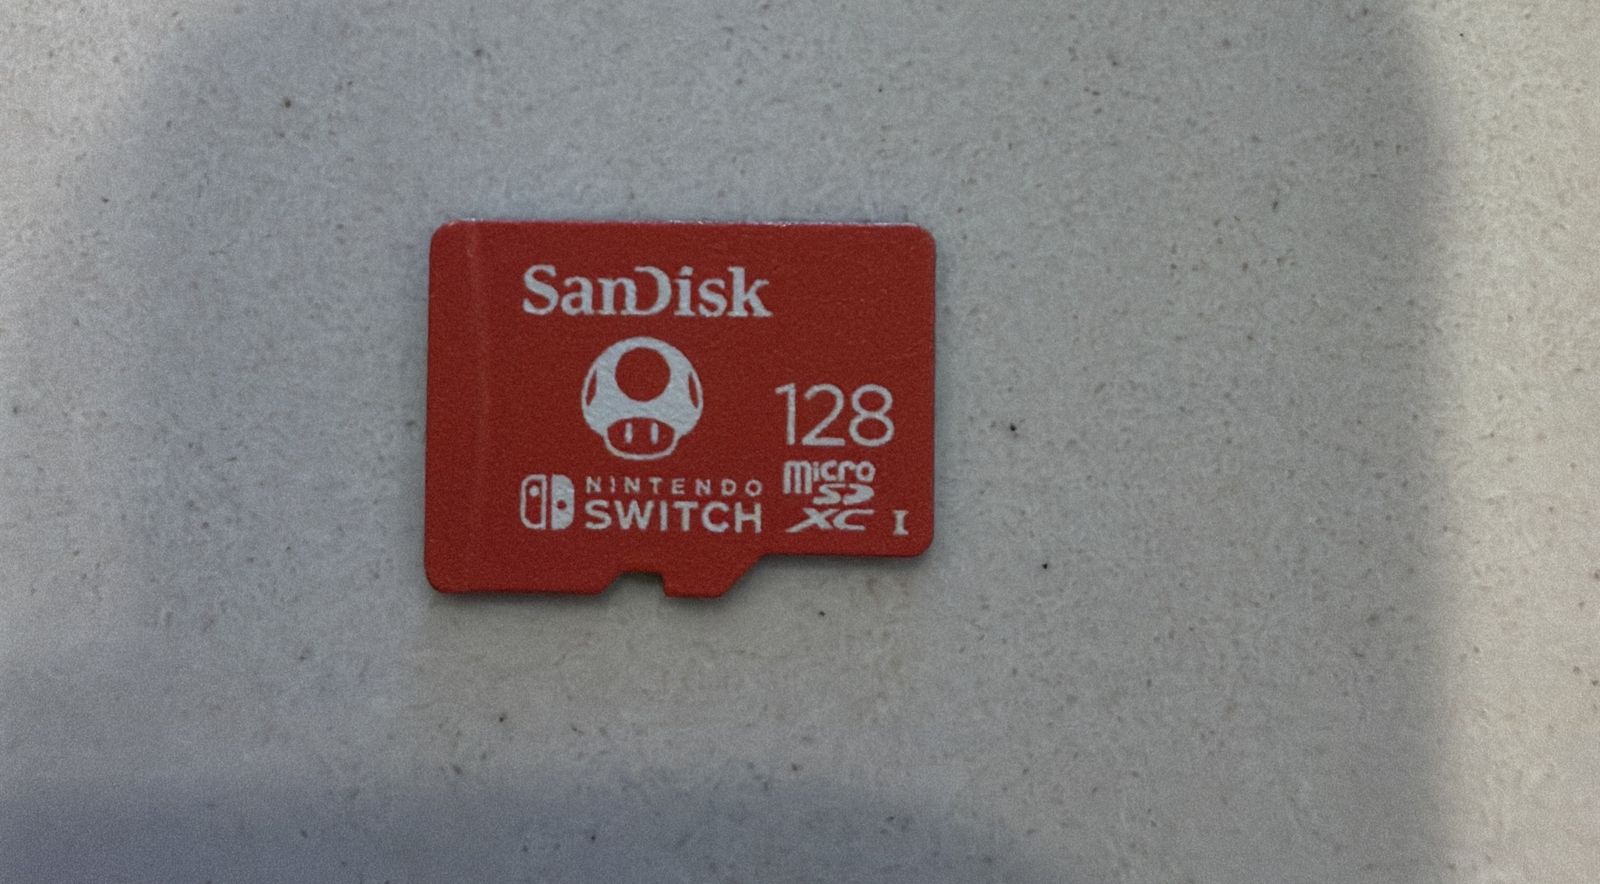 SanDisk
128
NINTENDO
SWITCH
micro
SD
XC I